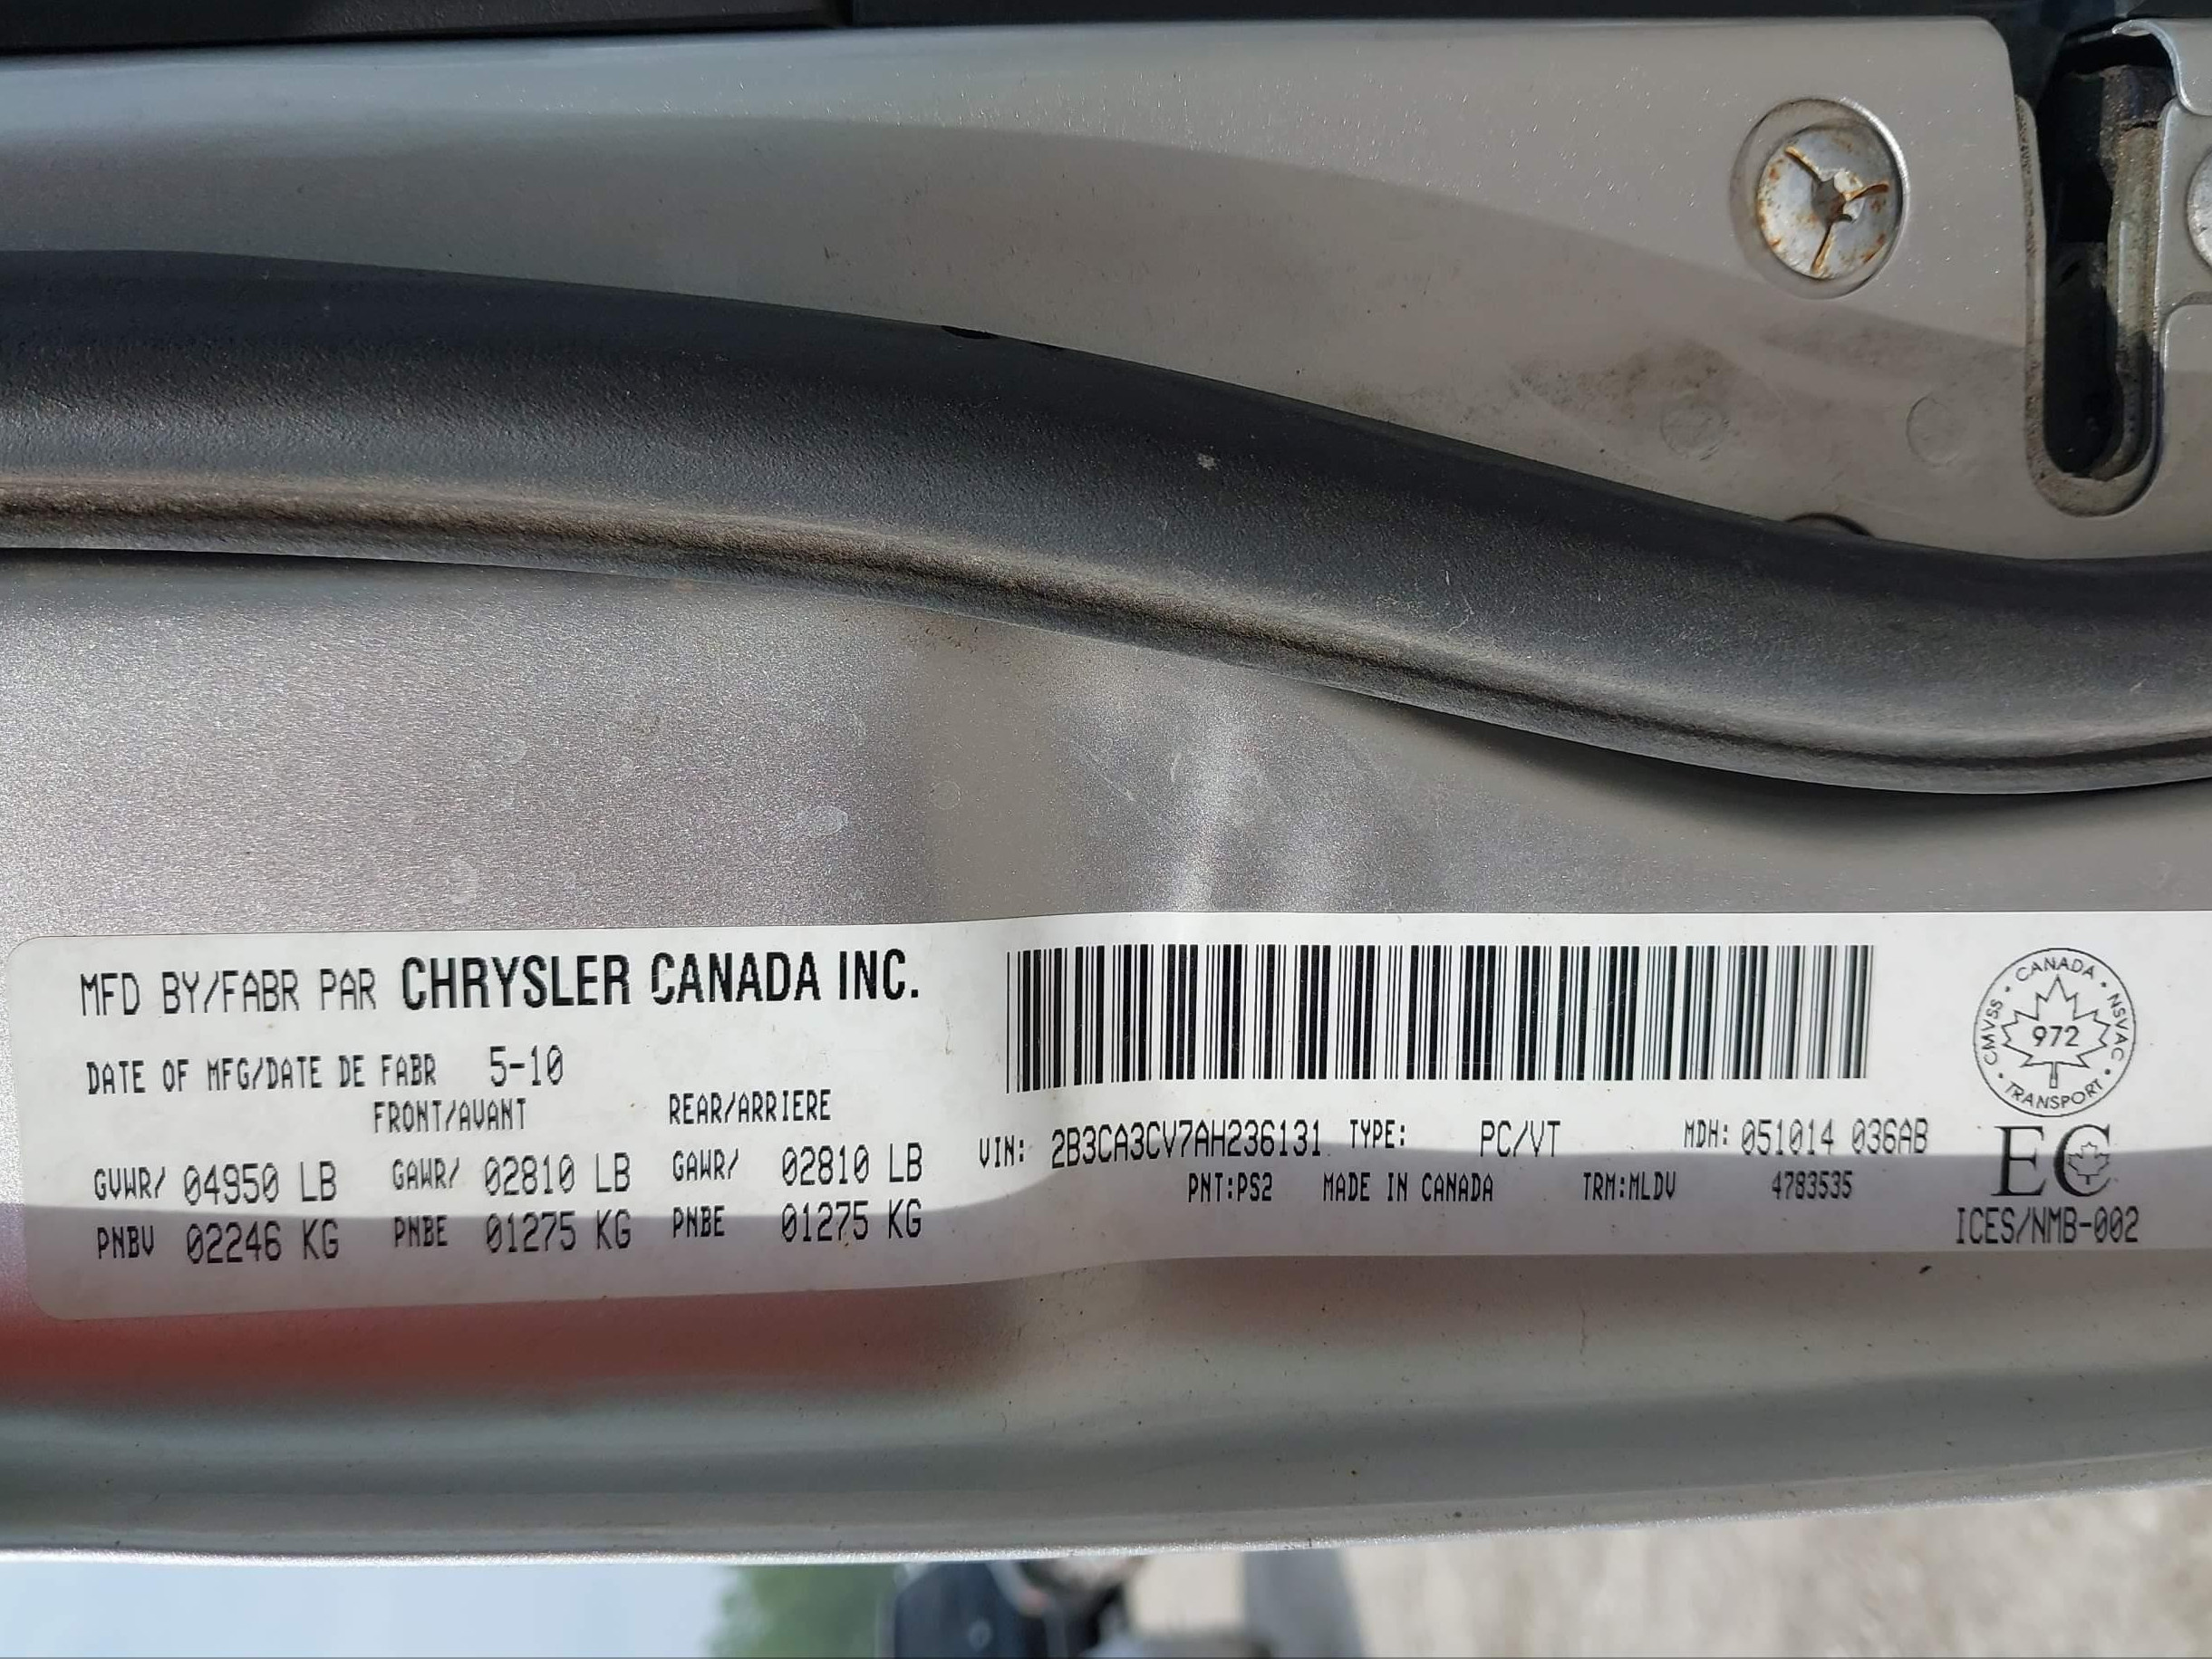 MFD BY/FABR PAR CHRYSLER CANADA INC.
DATE OF MFG/DATE DE FABR 5-10
FRONT/AVANT REAR/ARRIERE
GVWR/ 04950 LB GAWR/ 02810 LB GAWR/ 02810 LB
PNBV 02246 KG PNBE 01275 KG PNBE 01275 KG
VIN: 2B3CA3CV7AH236131 TYPE: PC/VT MDH: 051014 036AB
PNT:PS2 MADE IN CANADA TRM:MLDV 4783535
CMVSS • CANADA • NSVAC • TRANSPORT •
972
EC
ICES/NMB-002